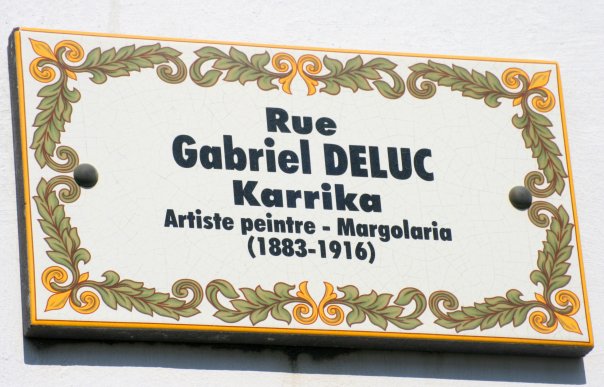 Rue
Gabriel DELUC
Karrika
Artiste peintre - Margolaria
(1883-1916)